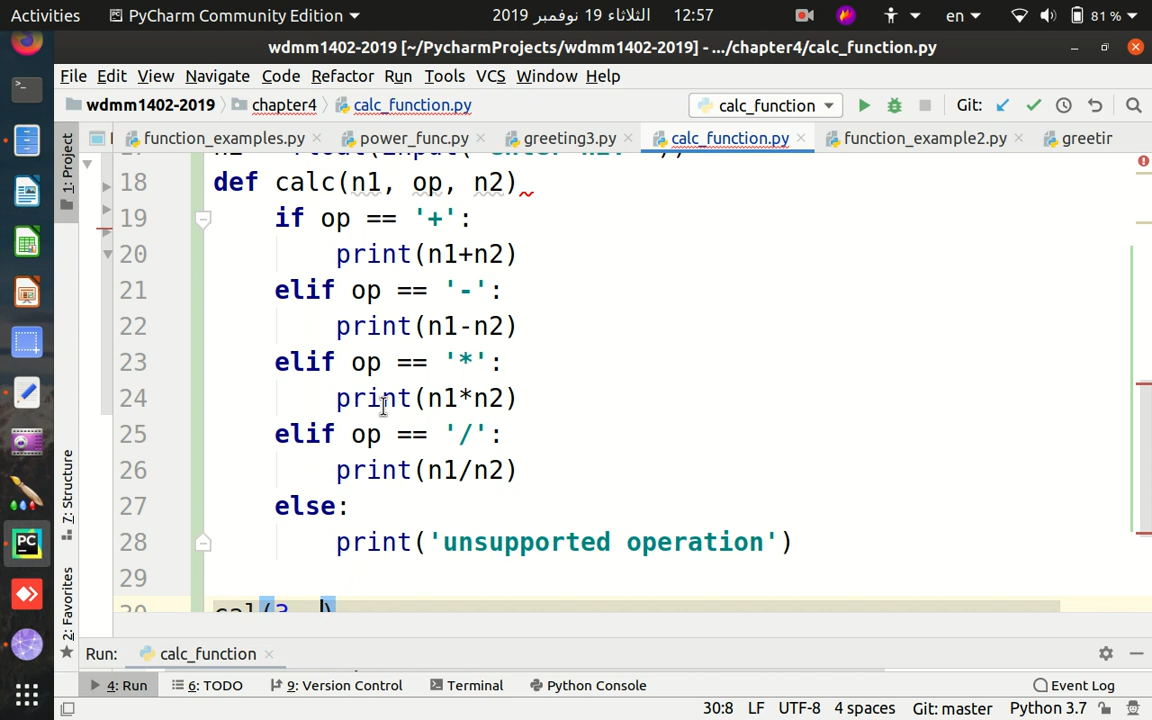 Activities PyCharm Community Edition الثلاثاء 19 نوفمبر 2019 12:57 en 81 %
wdmm1402-2019 [~/PycharmProjects/wdmm1402-2019] - .../chapter4/calc_function.py
File Edit View Navigate Code Refactor Run Tools VCS Window Help
wdmm1402-2019 chapter4 calc_function.py calc_function Git:
1: Project function_examples.py power_func.py greeting3.py calc_function.py function_example2.py greetir
18 def calc(n1, op, n2)
19 if op == '+':
20 print(n1+n2)
21 elif op == '-':
22 print(n1-n2)
23 elif op == '*':
24 print(n1*n2)
25 elif op == '/':
26 print(n1/n2)
27 else:
28 print('unsupported operation')
29
30 cal(3, )
7: Structure
2: Favorites
Run: calc_function
4: Run 6: TODO 9: Version Control Terminal Python Console Event Log
30:8 LF UTF-8 4 spaces Git: master Python 3.7